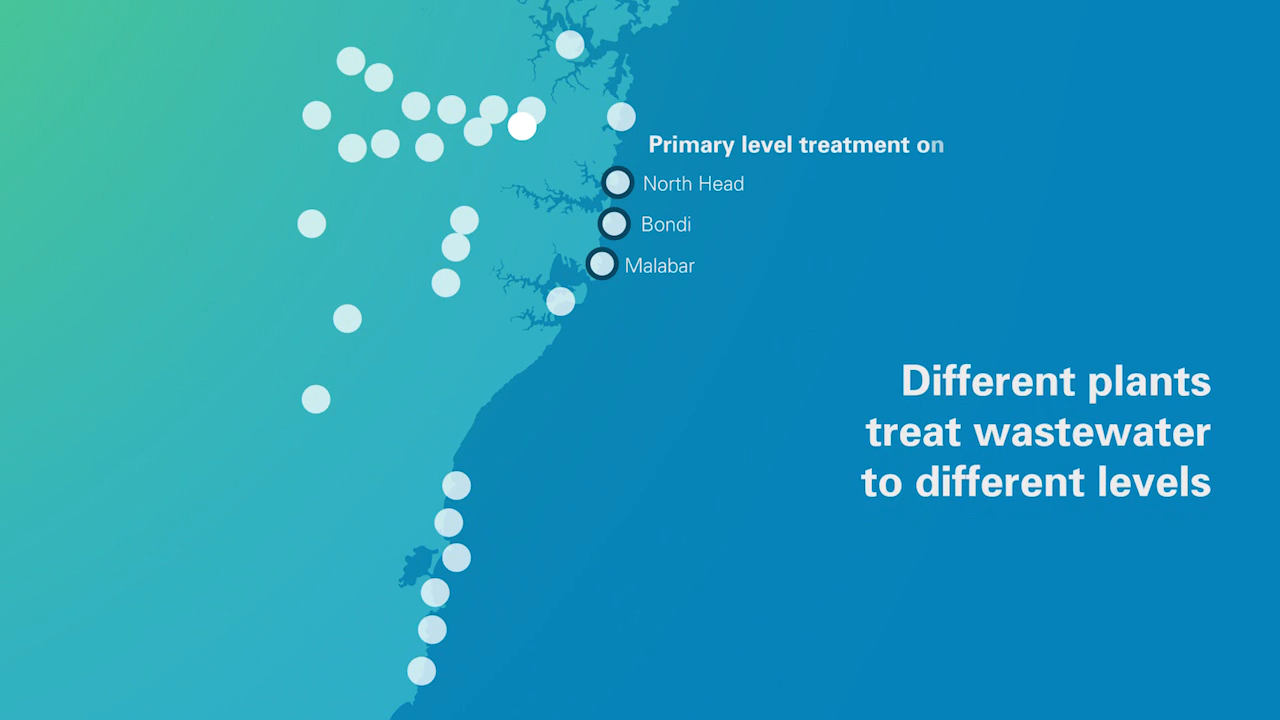 Primary level treatment on
North Head
Bondi
Malabar
Different plants
treat wastewater
to different levels